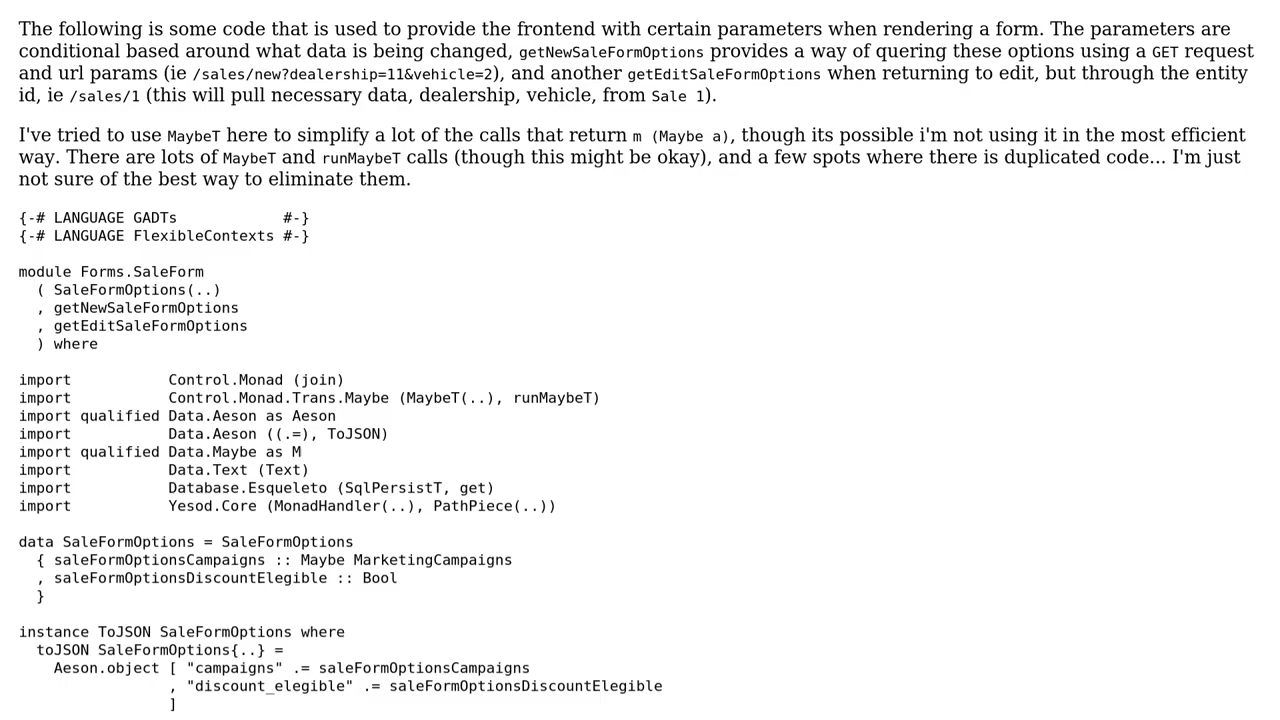 The following is some code that is used to provide the frontend with certain parameters when rendering a form. The parameters are
conditional based around what data is being changed, getNewSaleFormOptions provides a way of quering these options using a GET request
and url params (ie /sales/new?dealership=11&vehicle=2), and another getEditSaleFormOptions when returning to edit, but through the entity
id, ie /sales/1 (this will pull necessary data, dealership, vehicle, from Sale 1).
I've tried to use MaybeT here to simplify a lot of the calls that return m (Maybe a), though its possible i'm not using it in the most efficient
way. There are lots of MaybeT and runMaybeT calls (though this might be okay), and a few spots where there is duplicated code... I'm just
not sure of the best way to eliminate them.
{-# LANGUAGE GADTs            #-}
{-# LANGUAGE FlexibleContexts #-}
module Forms.SaleForm
  ( SaleFormOptions(..)
  , getNewSaleFormOptions
  , getEditSaleFormOptions
  ) where
import           Control.Monad (join)
import           Control.Monad.Trans.Maybe (MaybeT(..), runMaybeT)
import qualified Data.Aeson as Aeson
import           Data.Aeson ((.=), ToJSON)
import qualified Data.Maybe as M
import           Data.Text (Text)
import           Database.Esqueleto (SqlPersistT, get)
import           Yesod.Core (MonadHandler(..), PathPiece(..))
data SaleFormOptions = SaleFormOptions
  { saleFormOptionsCampaigns :: Maybe MarketingCampaigns
  , saleFormOptionsDiscountElegible :: Bool
  }
instance ToJSON SaleFormOptions where
  toJSON SaleFormOptions{..} =
    Aeson.object [ "campaigns" .= saleFormOptionsCampaigns
                 , "discount_elegible" .= saleFormOptionsDiscountElegible
                 ]